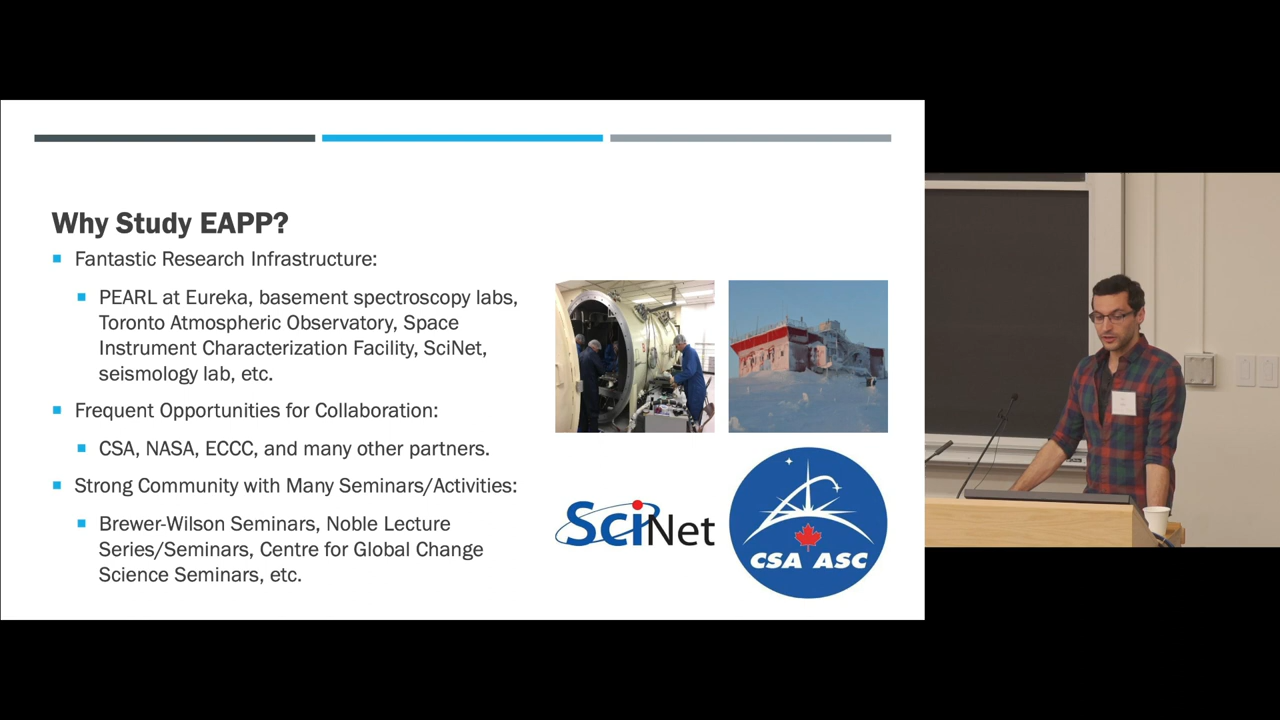 Why Study EAPP?
Fantastic Research Infrastructure:
PEARL at Eureka, basement spectroscopy labs,
Toronto Atmospheric Observatory, Space
Instrument Characterization Facility, SciNet,
seismology lab, etc.
Frequent Opportunities for Collaboration:
CSA, NASA, ECCC, and many other partners.
Strong Community with Many Seminars/Activities:
Brewer-Wilson Seminars, Noble Lecture
Series/Seminars, Centre for Global Change
Science Seminars, etc.
SciNet
CSA ASC